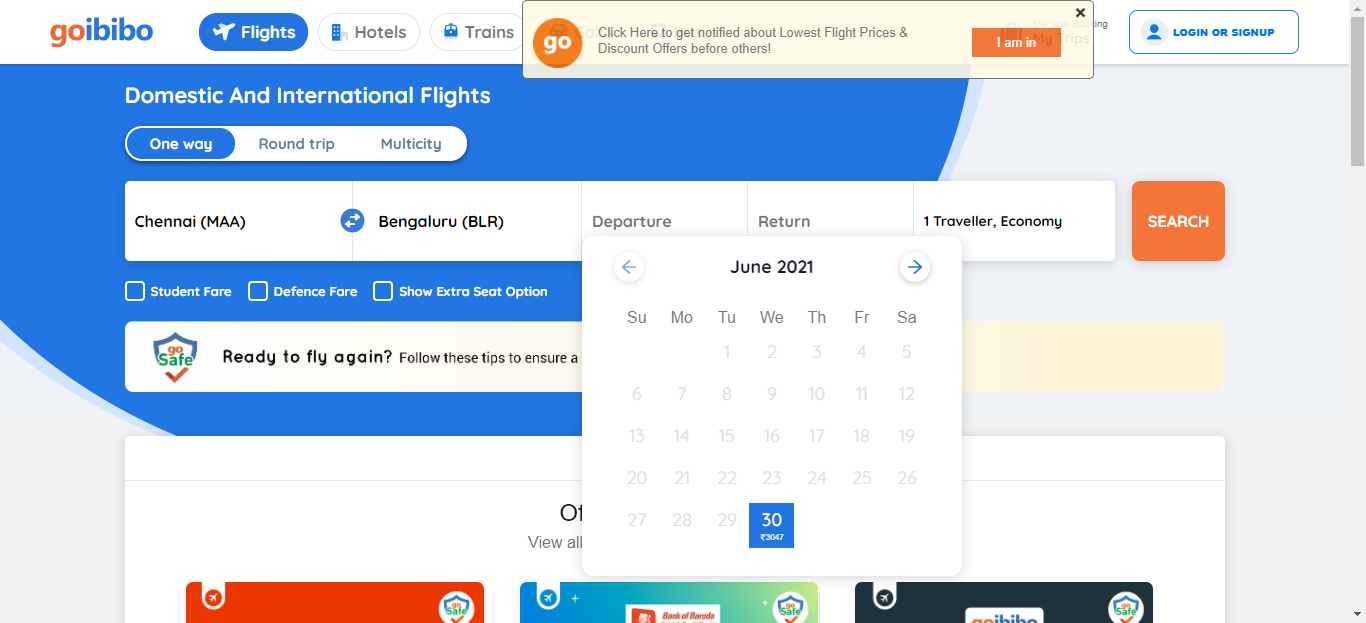 goibibo
Flights
Hotels
Trains
go
Click Here to get notified about Lowest Flight Prices &
Discount Offers before others!
I am in
Manage Booking
My Trips
LOGIN OR SIGNUP
Domestic And International Flights
One way
Round trip
Multicity
Chennai (MAA)
Bengaluru (BLR)
Departure
Return
1 Traveller, Economy
SEARCH
Student Fare
Defence Fare
Show Extra Seat Option
go
Safe
Ready to fly again? Follow these tips to ensure a
June 2021
Su Mo Tu We Th Fr Sa
1 2 3 4 5
6 7 8 9 10 11 12
13 14 15 16 17 18 19
20 21 22 23 24 25 26
27 28 29 30
₹3047
Of
View all
go
Safe
Bank of Baroda
go
Safe
goibibo
go
Safe